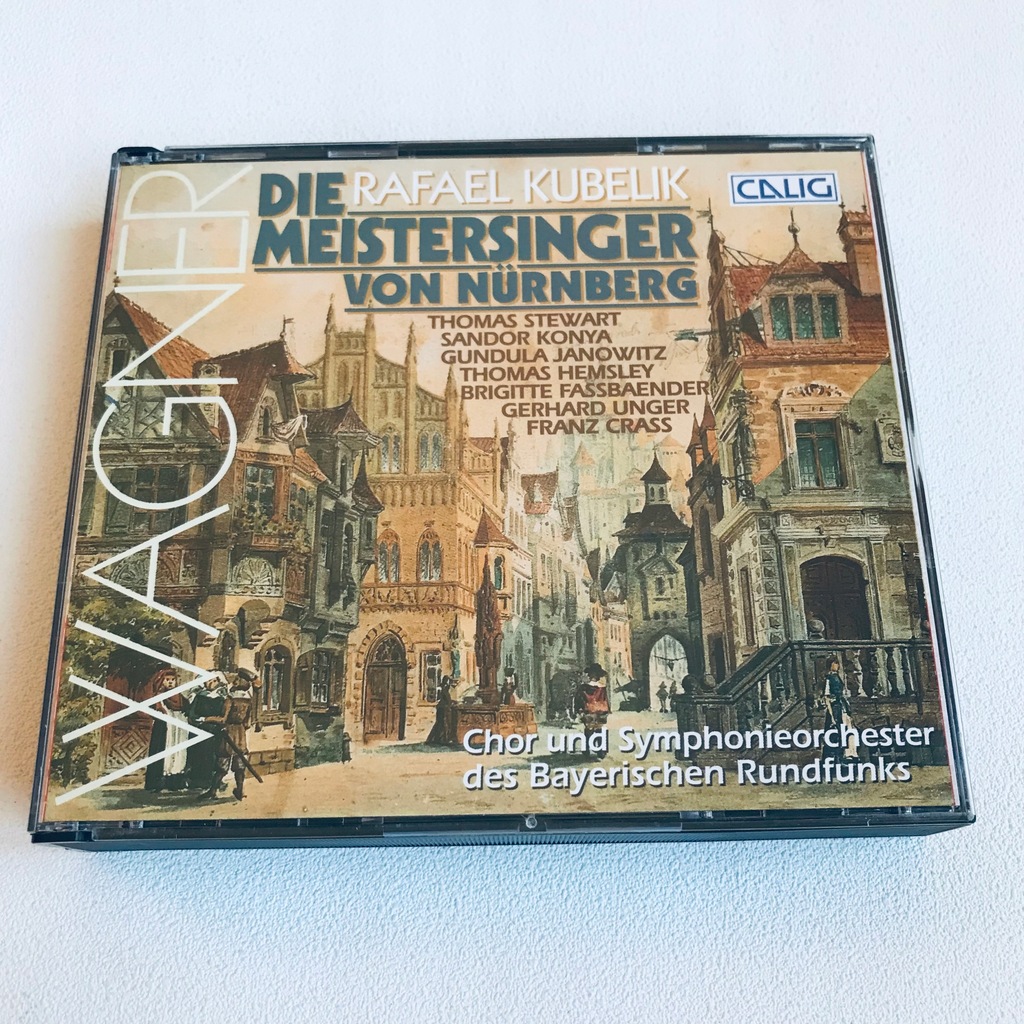 WAGNER
RAFAEL KUBELIK
DIE
MEISTERSINGER
VON NÜRNBERG
CALIG
THOMAS STEWART
SANDOR KONYA
GUNDULA JANOWITZ
THOMAS HEMSLEY
BRIGITTE FASSBAENDER
GERHARD UNGER
FRANZ CRASS
Chor und Symphonieorchester
des Bayerischen Rundfunks